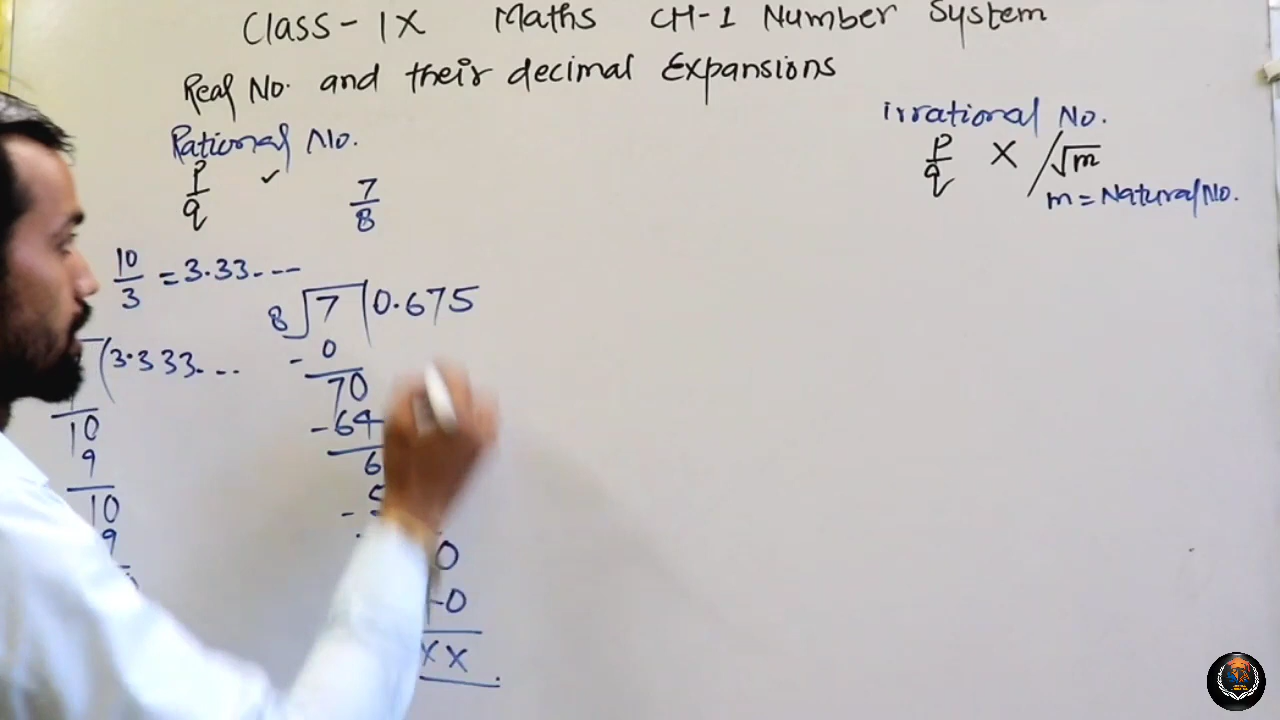 Class - IX Maths CH-1 Number System
Real No. and their decimal Expansions
Rational No.
p/q ✓ 7/8
10/3 = 3.33. ---
3.333. ..
10
9
10
9
8 7 0.675
- 0
70
- 64
6
-
0
0
x x
irrational No.
p/q X / √m
m = Natural No.